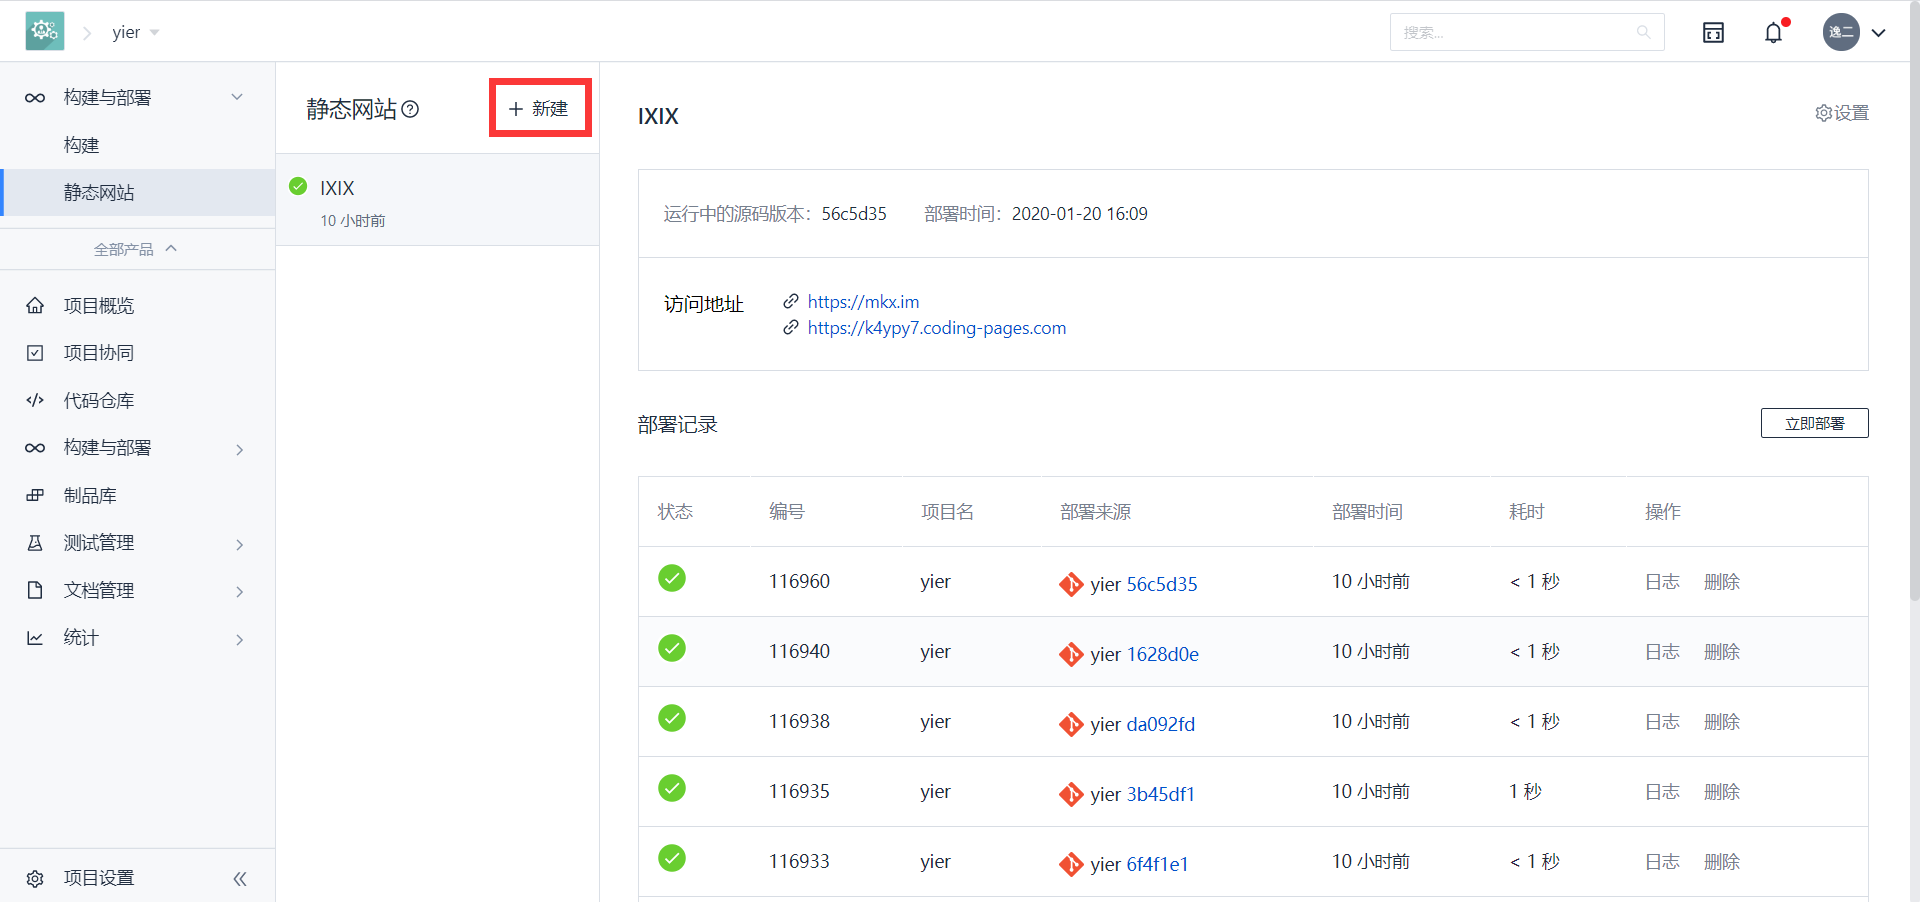 yier
搜索...
逸二
构建与部署
构建
静态网站
全部产品
项目概览
项目协同
代码仓库
构建与部署
制品库
测试管理
文档管理
统计
项目设置
静态网站
+ 新建
IXIX
10 小时前
IXIX
设置
运行中的源码版本： 56c5d35 部署时间： 2020-01-20 16:09
访问地址
https://mkx.im
https://k4ypy7.coding-pages.com
部署记录
立即部署
状态 编号 项目名 部署来源 部署时间 耗时 操作
116960 yier yier 56c5d35 10 小时前 < 1 秒 日志 删除
116940 yier yier 1628d0e 10 小时前 < 1 秒 日志 删除
116938 yier yier da092fd 10 小时前 < 1 秒 日志 删除
116935 yier yier 3b45df1 10 小时前 1 秒 日志 删除
116933 yier yier 6f4f1e1 10 小时前 < 1 秒 日志 删除